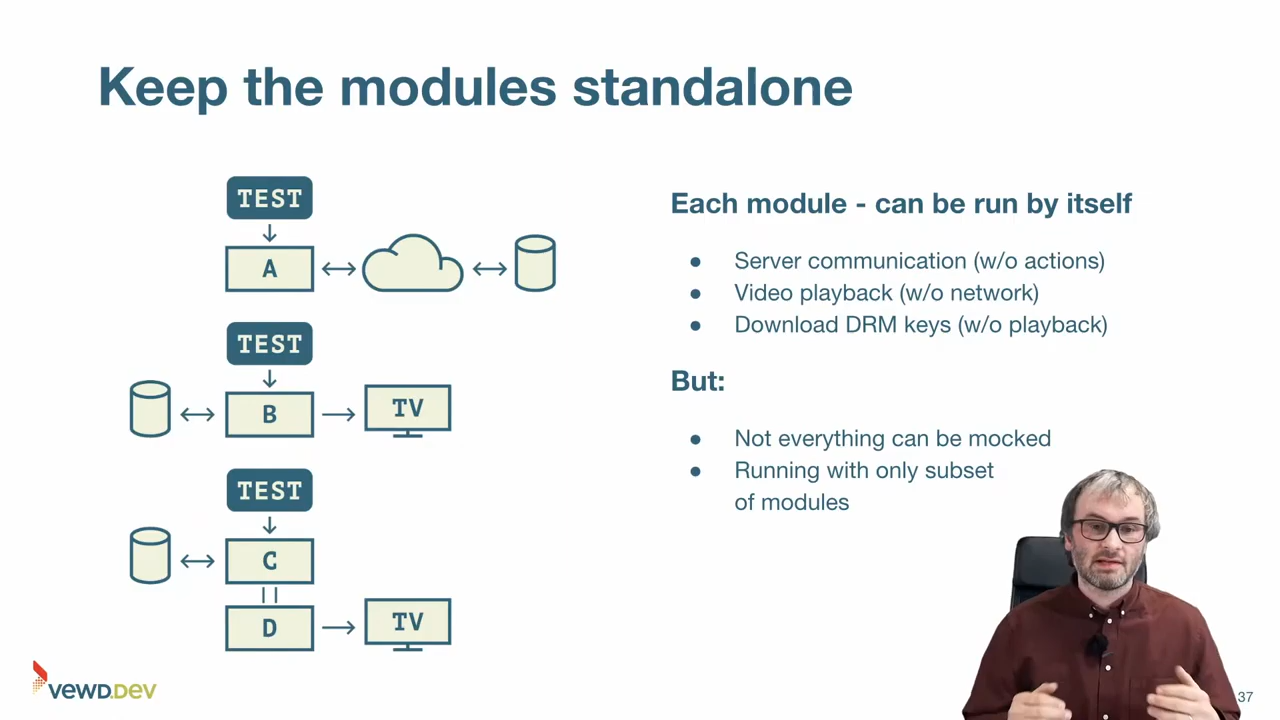 Keep the modules standalone
TEST
A
TEST
B
TV
TEST
C
D
TV
Each module - can be run by itself
● Server communication (w/o actions)
● Video playback (w/o network)
● Download DRM keys (w/o playback)
But:
● Not everything can be mocked
● Running with only subset
of modules
VEWD.DEV
37